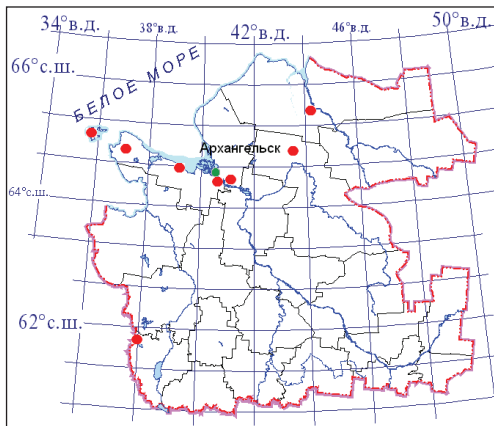 34°в.д.
38°в.д.
42°в.д.
46°в.д.
50°в.д.
66°с.ш.
БЕЛОЕ МОРЕ
Архангельск
64°с.ш.
62°с.ш.